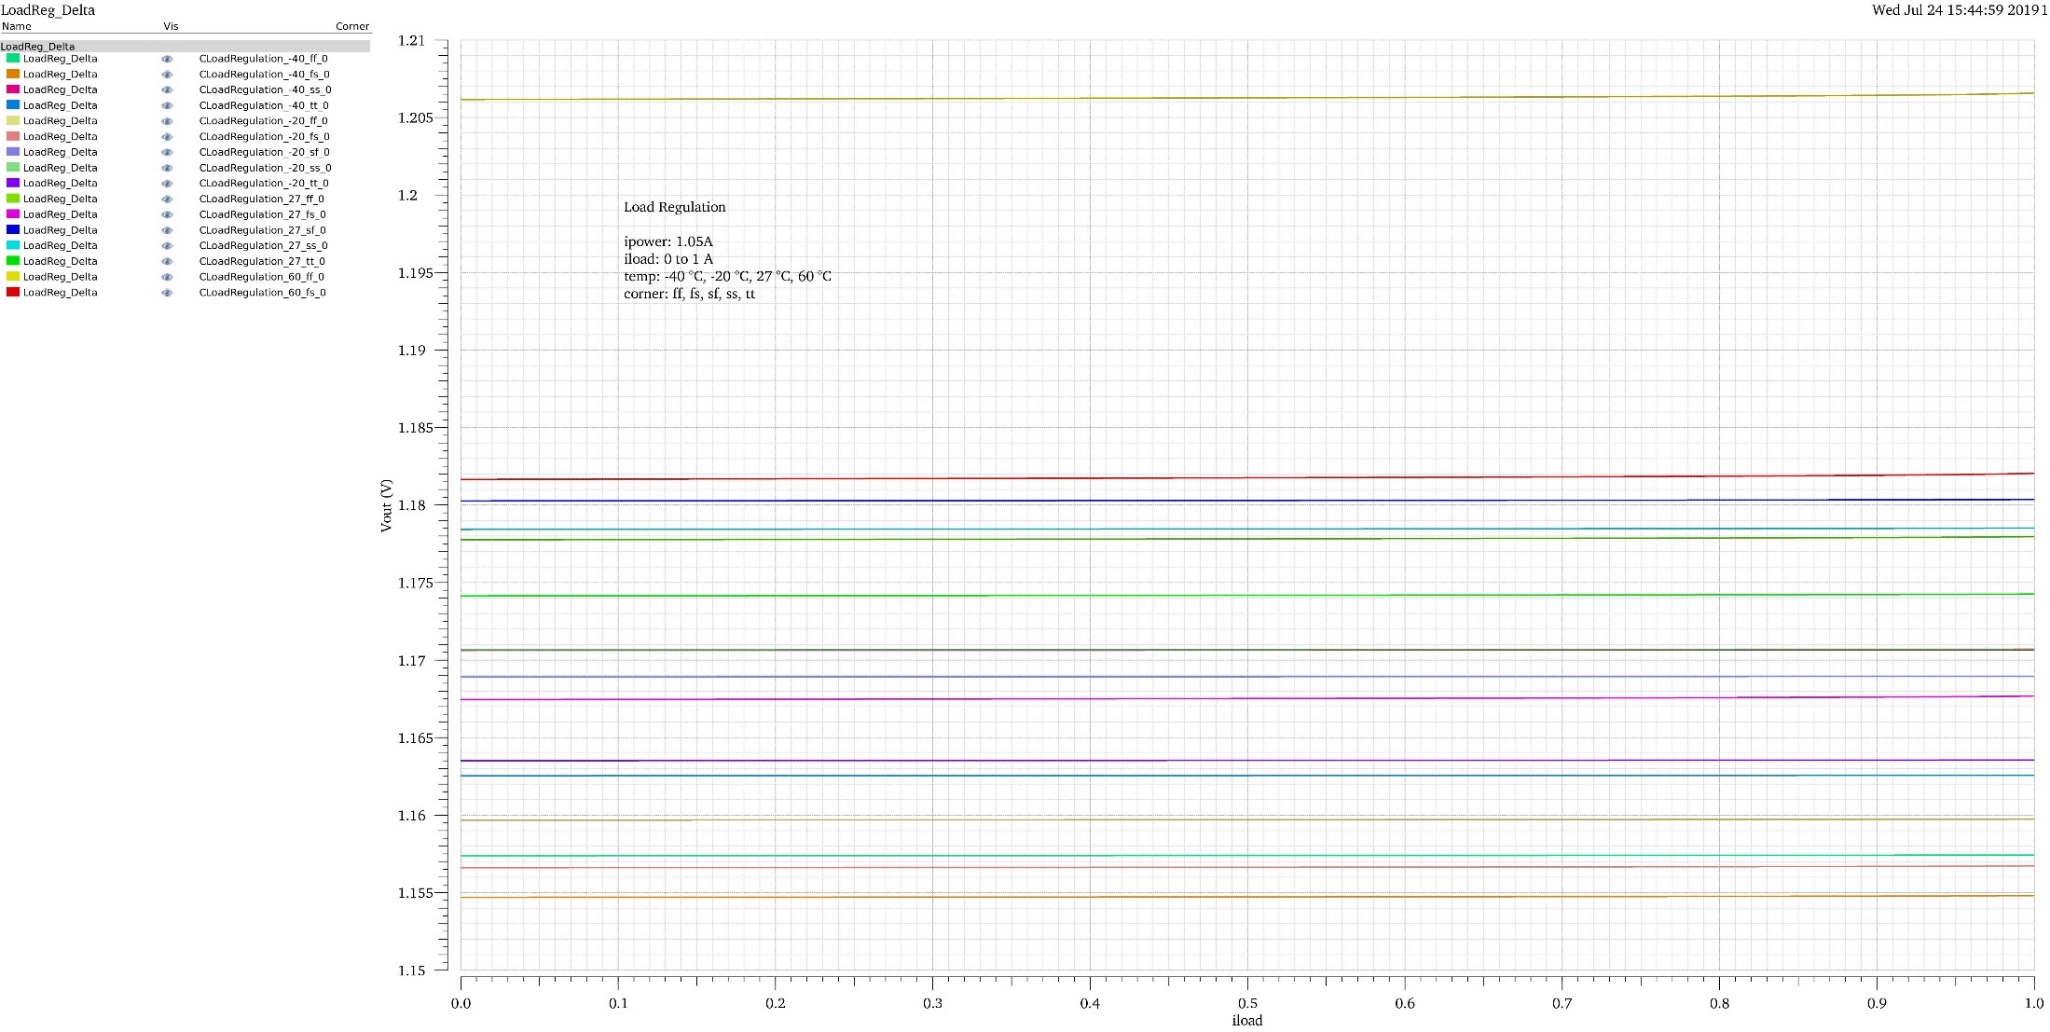 LoadReg_Delta
Wed Jul 24 15:44:59 2019 1
Name Vis Corner
LoadReg_Delta
LoadReg_Delta CLoadRegulation_-40_ff_0
LoadReg_Delta CLoadRegulation_-40_fs_0
LoadReg_Delta CLoadRegulation_-40_ss_0
LoadReg_Delta CLoadRegulation_-40_tt_0
LoadReg_Delta CLoadRegulation_-20_ff_0
LoadReg_Delta CLoadRegulation_-20_fs_0
LoadReg_Delta CLoadRegulation_-20_sf_0
LoadReg_Delta CLoadRegulation_-20_ss_0
LoadReg_Delta CLoadRegulation_-20_tt_0
LoadReg_Delta CLoadRegulation_27_ff_0
LoadReg_Delta CLoadRegulation_27_fs_0
LoadReg_Delta CLoadRegulation_27_sf_0
LoadReg_Delta CLoadRegulation_27_ss_0
LoadReg_Delta CLoadRegulation_27_tt_0
LoadReg_Delta CLoadRegulation_60_ff_0
LoadReg_Delta CLoadRegulation_60_fs_0
1.21
1.205
1.2
1.195
1.19
1.185
1.18
1.175
1.17
1.165
1.16
1.155
1.15
Vout (V)
Load Regulation
ipower: 1.05A
iload: 0 to 1 A
temp: -40 °C, -20 °C, 27 °C, 60 °C
corner: ff, fs, sf, ss, tt
0.0 0.1 0.2 0.3 0.4 0.5 0.6 0.7 0.8 0.9 1.0
iload